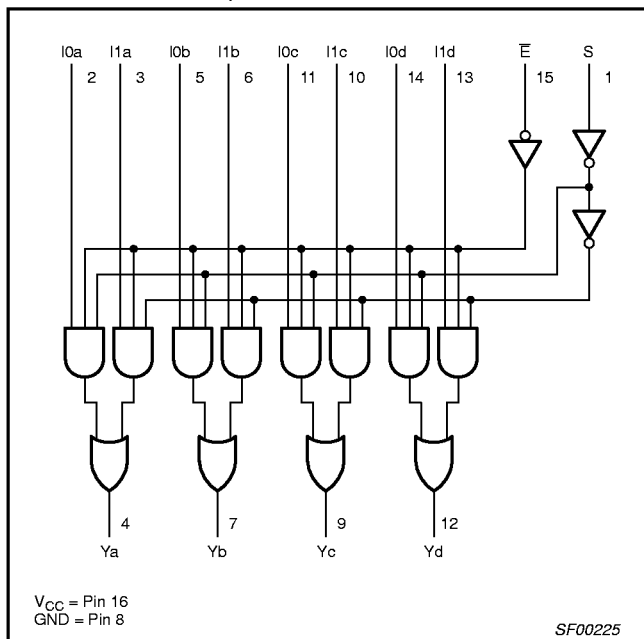 I0a I1a I0b I1b I0c I1c I0d I1d E̅ S
2 3 5 6 11 10 14 13 15 1
4 7 9 12
Ya Yb Yc Yd
VCC = Pin 16
GND = Pin 8
SF00225